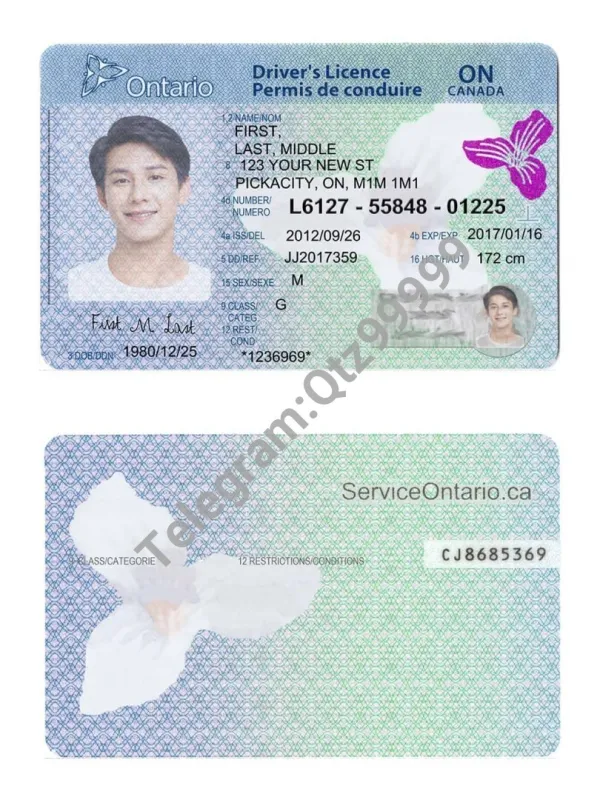 Ontario
Driver's Licence
Permis de conduire
ON
CANADA
1,2 NAME/NOM
FIRST,
LAST, MIDDLE
8 123 YOUR NEW ST
PICKACITY, ON, M1M 1M1
4d NUMBER/
NUMERO
L6127 - 55848 - 01225
4a ISS/DEL 2012/09/26
4b EXP/EXP 2017/01/16
5 DD/REF JJ2017359
16 HGT/HAUT 172 cm
15 SEX/SEXE M
9 CLASS/
CATEG G
12 REST/
COND *1236969*
First M Last
3 DOB/DDN 1980/12/25
Telegram:Qtz99999
ServiceOntario.ca
CJ8685369
9 CLASS/CATEGORIE
12 RESTRICTIONS/CONDITIONS